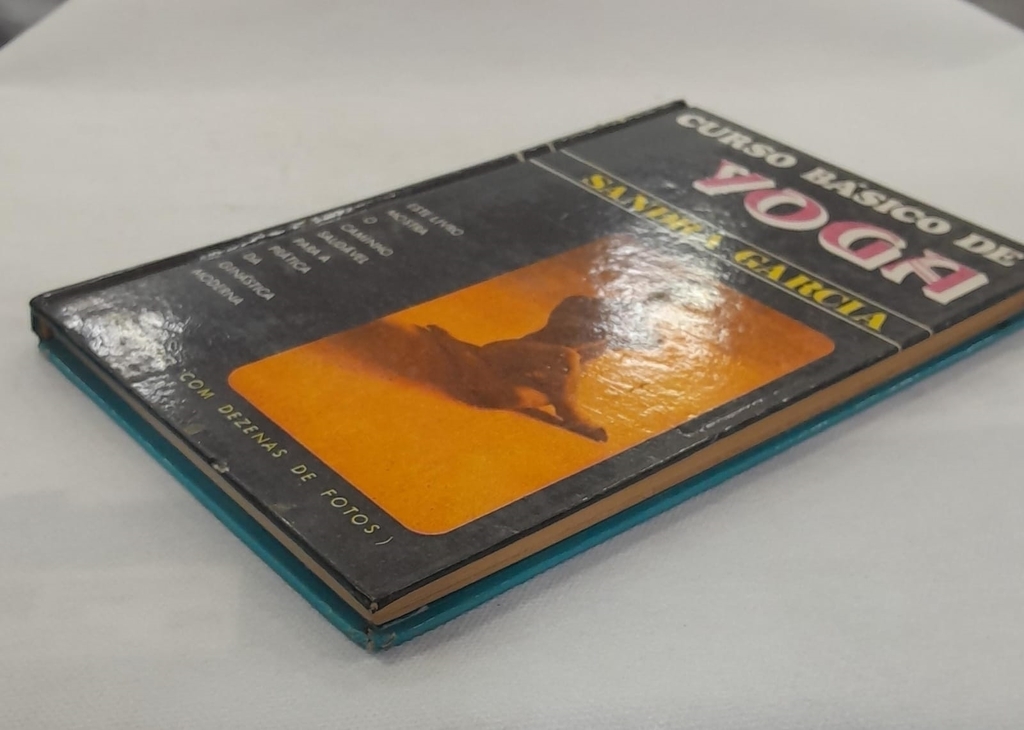 CURSO BÁSICO DE
YOGA
SANDRA GARCIA
ESTE LIVRO
MOSTRA
O
CAMINHO
SAUDÁVEL
PARA A
PRÁTICA
DA
GINÁSTICA
MODERNA
(COM DEZENAS DE FOTOS)